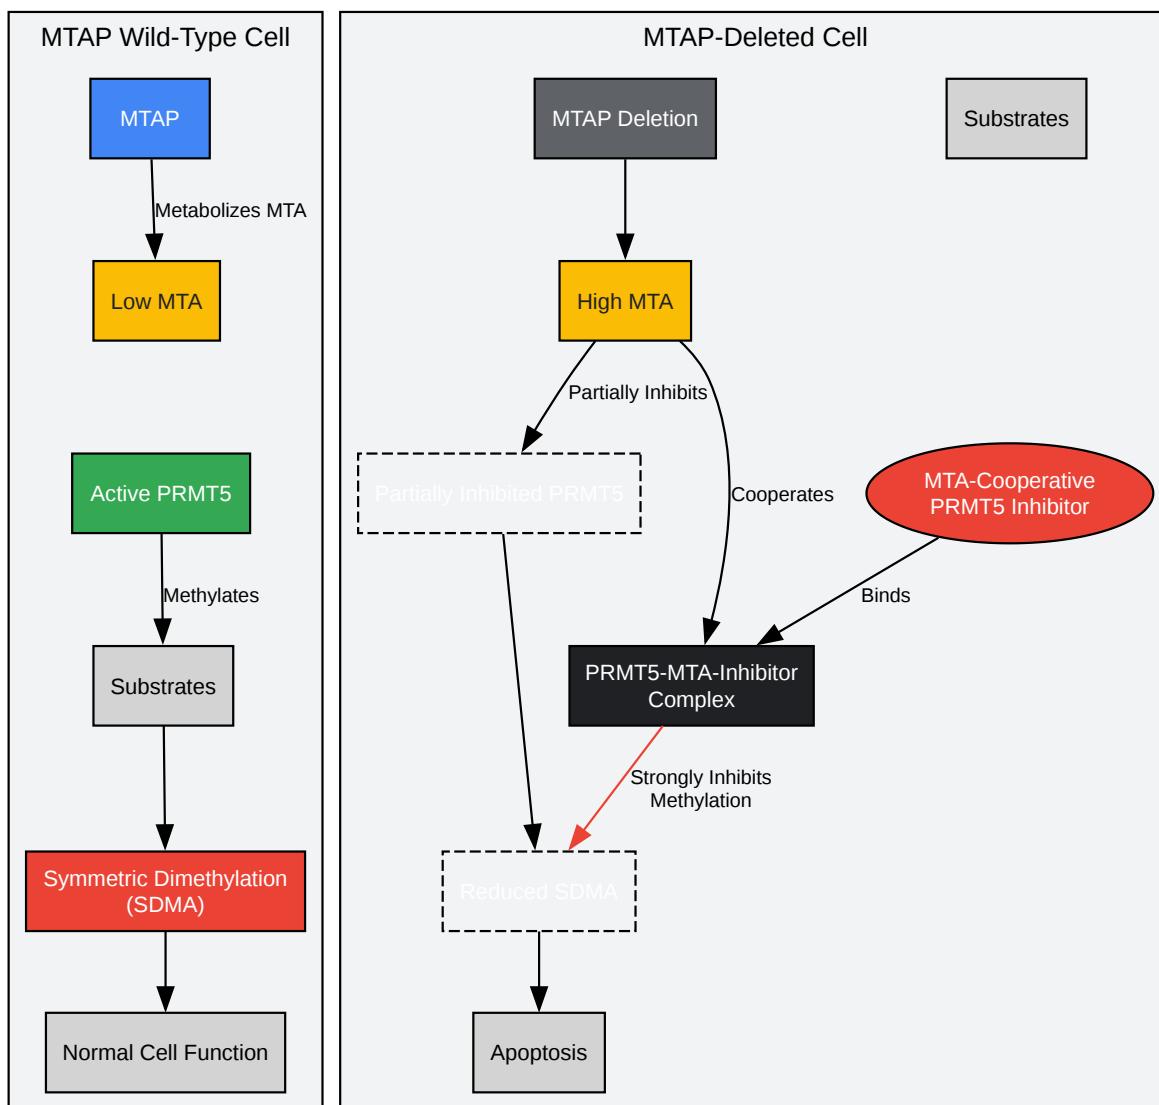 MTAP Wild-Type Cell
MTAP
Metabolizes MTA
Low MTA
Active PRMT5
Methylates
Substrates
Symmetric Dimethylation
(SDMA)
Normal Cell Function
MTAP-Deleted Cell
MTAP Deletion
Substrates
High MTA
Partially Inhibits
Partially Inhibited PRMT5
Cooperates
MTA-Cooperative
PRMT5 Inhibitor
Binds
PRMT5-MTA-Inhibitor
Complex
Strongly Inhibits
Methylation
Reduced SDMA
Apoptosis